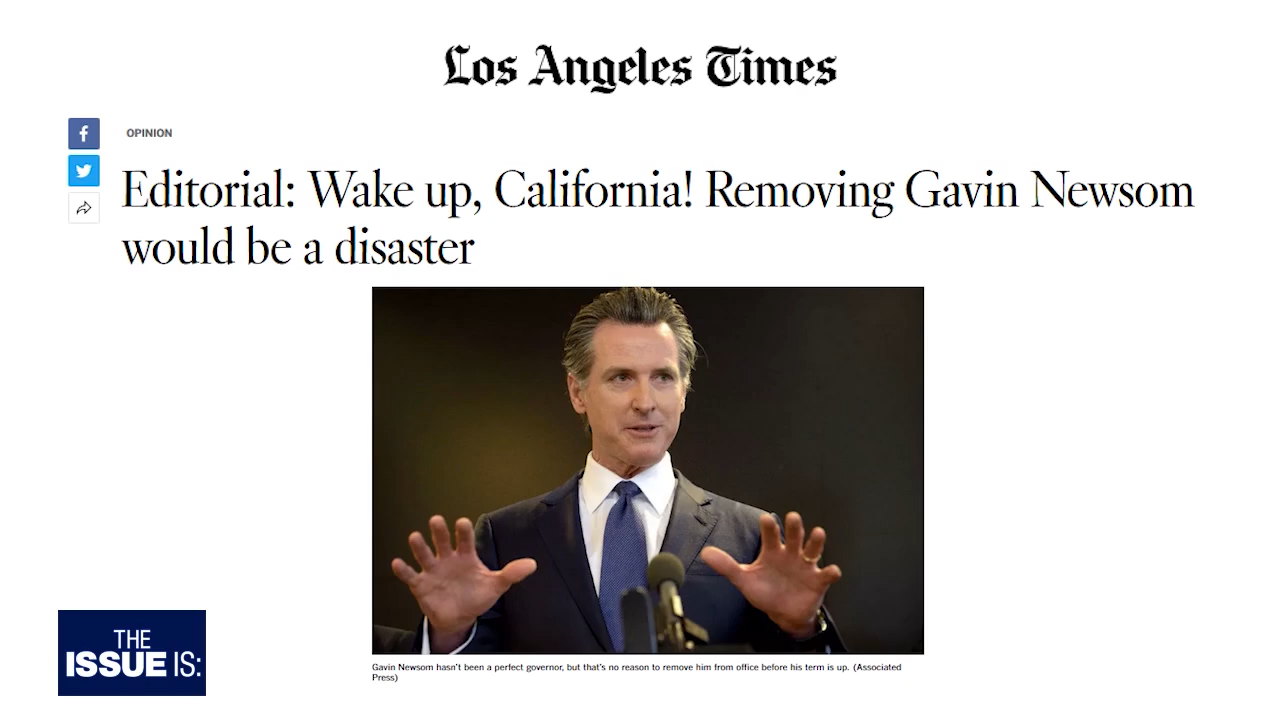 Los Angeles Times
OPINION
Editorial: Wake up, California! Removing Gavin Newsom
would be a disaster
Gavin Newsom hasn't been a perfect governor, but that's no reason to remove him from office before his term is up. (Associated
Press)
THE
ISSUE IS: